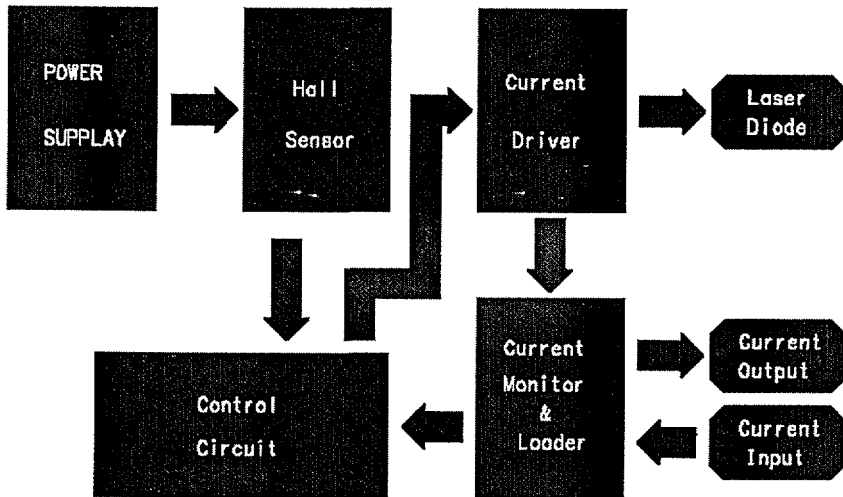 POWER
SUPPLAY
Hall
Sensor
Current
Driver
Laser
Diode
Control
Circuit
Current
Monitor
&
Loader
Current
Output
Current
Input